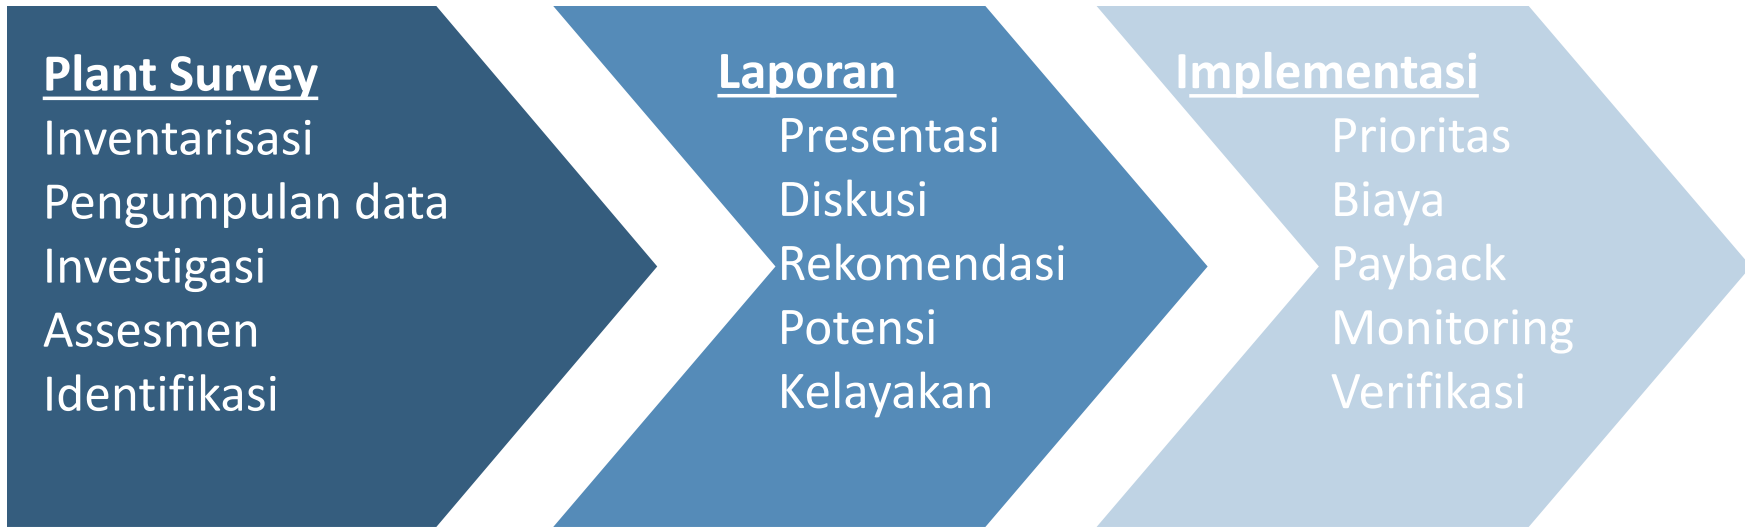 Plant Survey
Inventarisasi
Pengumpulan data
Investigasi
Assesmen
Identifikasi
Laporan
Presentasi
Diskusi
Rekomendasi
Potensi
Kelayakan
Implementasi
Prioritas
Biaya
Payback
Monitoring
Verifikasi